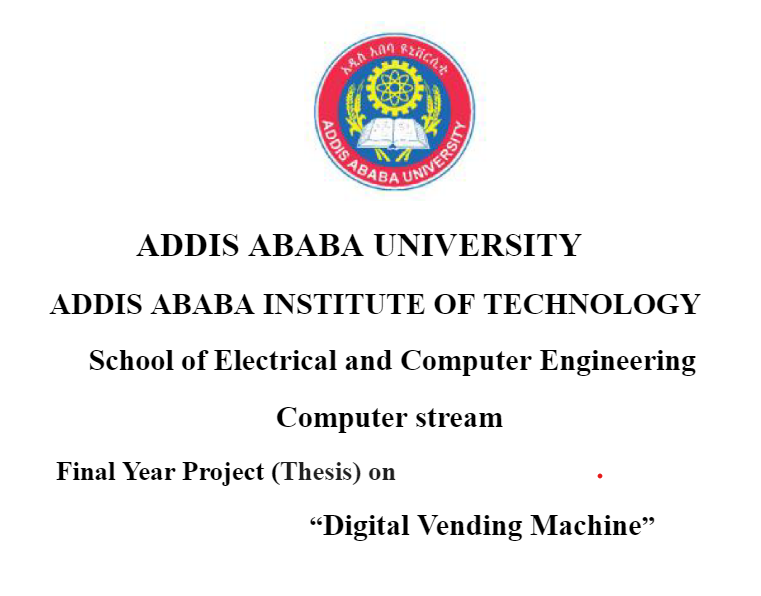 አዲስ አበባ ዩኒቨርሲቲ
ADDIS ABABA UNIVERSITY
ADDIS ABABA UNIVERSITY
ADDIS ABABA INSTITUTE OF TECHNOLOGY
School of Electrical and Computer Engineering
Computer stream
Final Year Project (Thesis) on
“Digital Vending Machine”